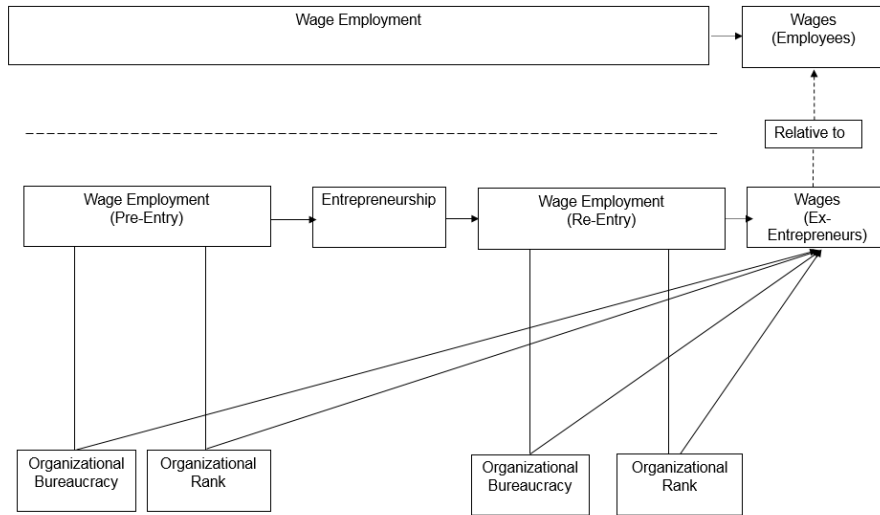 Wage Employment
Wages
(Employees)
Relative to
Wage Employment
(Pre-Entry)
Entrepreneurship
Wage Employment
(Re-Entry)
Wages
(Ex-
Entrepreneurs)
Organizational
Bureaucracy
Organizational
Rank
Organizational
Bureaucracy
Organizational
Rank